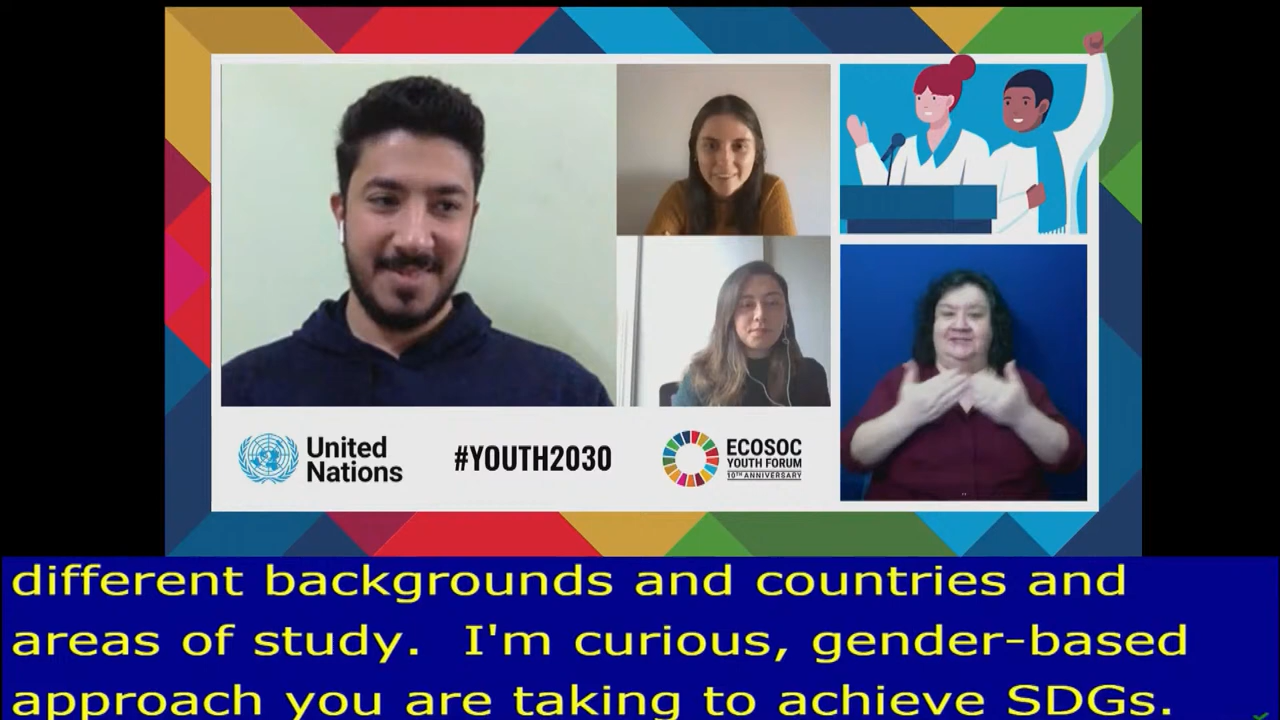 United
Nations
#YOUTH2030
ECOSOC
YOUTH FORUM
10TH ANNIVERSARY
different backgrounds and countries and
areas of study.  I'm curious, gender-based
approach you are taking to achieve SDGs.